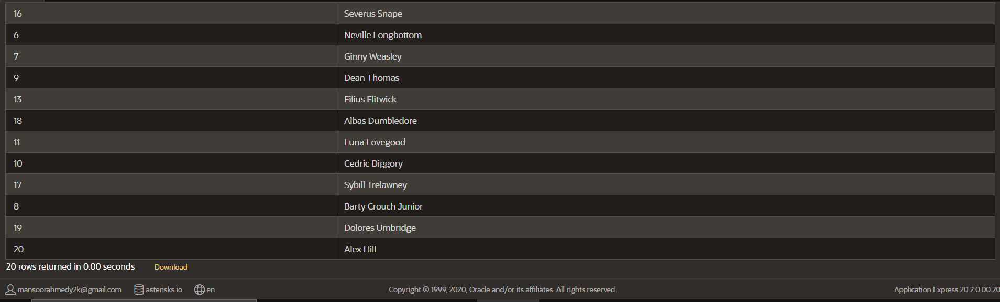 16 Severus Snape
6 Neville Longbottom
7 Ginny Weasley
9 Dean Thomas
13 Filius Flitwick
18 Albas Dumbledore
11 Luna Lovegood
10 Cedric Diggory
17 Sybill Trelawney
8 Barty Crouch Junior
19 Dolores Umbridge
20 Alex Hill
20 rows returned in 0.00 seconds Download
mansoorahmedy2k@gmail.com asterisks.io en Copyright © 1999, 2020, Oracle and/or its affiliates. All rights reserved. Application Express 20.2.0.00.20